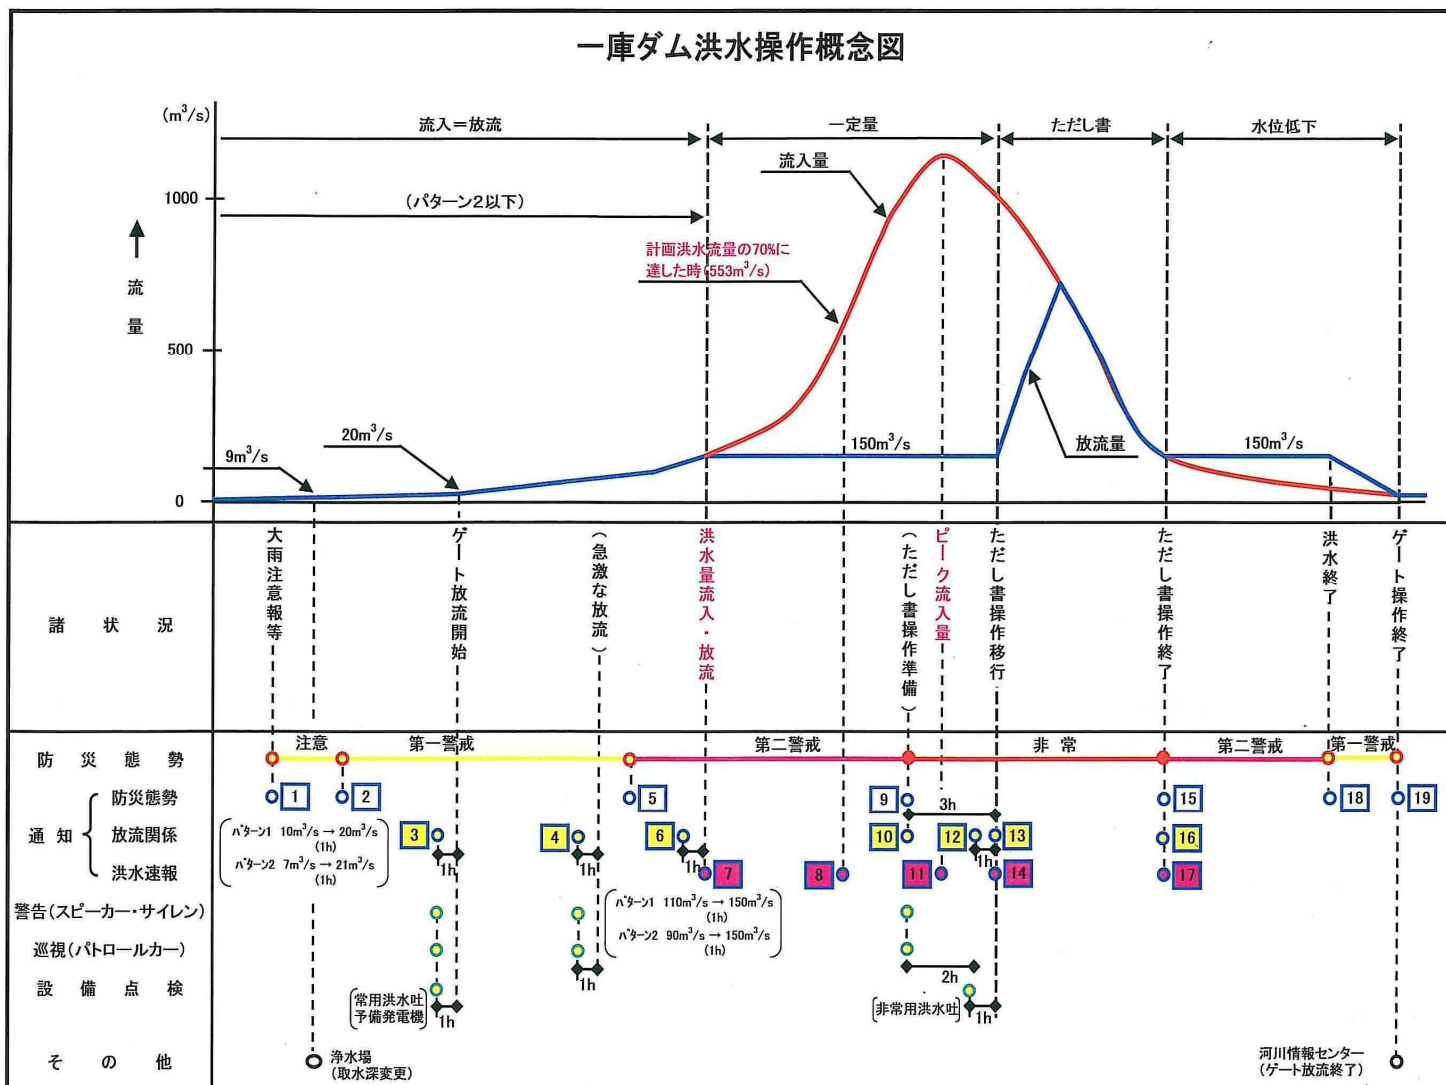 一庫ダム洪水操作概念図
(m³/s)
流入＝放流
一定量
ただし書
水位低下
流入量
1000
(パターン2以下)
計画洪水流量の70%に
達した時(553m³/s)
流
量
500
20m³/s
9m³/s
150m³/s
放流量
150m³/s
0
諸状況
大雨注意報等
ゲート放流開始
(急激な放流)
洪水量流入・放流
(ただし書操作準備)
ピーク流入量
ただし書操作移行
ただし書操作終了
洪水終了
ゲート操作終了
防災態勢
注意
第一警戒
第二警戒
非常
第二警戒
第一警戒
通知
防災態勢
1
2
5
9
15
18
19
3h
放流関係
3
4
6
10
12
13
16
1h
1h
1h
1h
洪水速報
7
8
11
14
17
パターン1 10m³/s → 20m³/s
(1h)
パターン2 7m³/s → 21m³/s
(1h)
パターン1 110m³/s → 150m³/s
(1h)
パターン2 90m³/s → 150m³/s
(1h)
警告(スピーカー・サイレン)
巡視(パトロールカー)
1h
2h
設備点検
常用洪水吐
予備発電機
1h
非常用洪水吐
1h
その他
浄水場
(取水深変更)
河川情報センター
(ゲート放流終了)